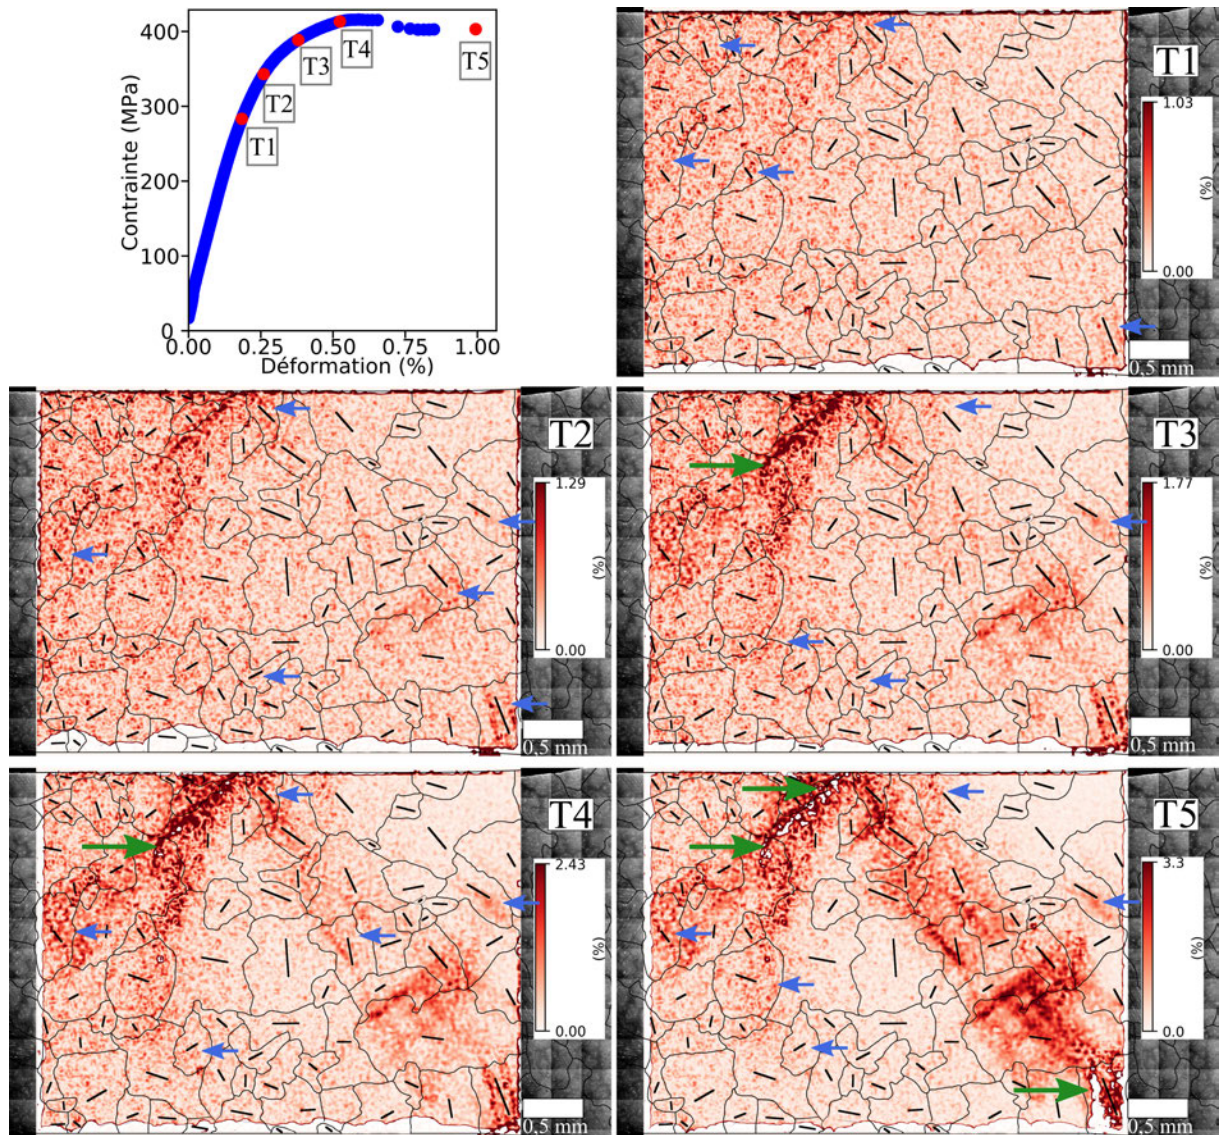 400
300
200
100
0
Contrainte (MPa)
T1
T2
T3
T4
T5
0.00 0.25 0.50 0.75 1.00
Déformation (%)
T1
1.03
(%)
0.00
0,5 mm
T2
1.29
(%)
0.00
0,5 mm
T3
1.77
(%)
0.00
0,5 mm
T4
2.43
(%)
0.00
0,5 mm
T5
3.3
(%)
0.0
0,5 mm